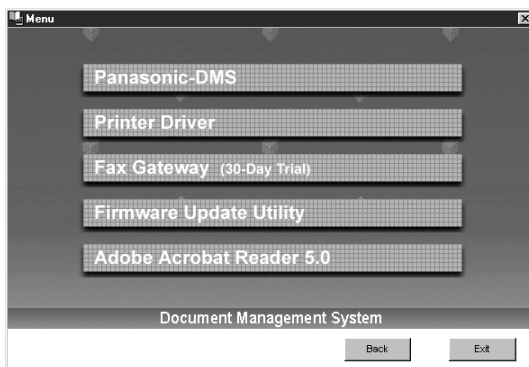 Menu
Panasonic-DMS
Printer Driver
Fax Gateway (30-Day Trial)
Firmware Update Utility
Adobe Acrobat Reader 5.0
Document Management System
Back Exit